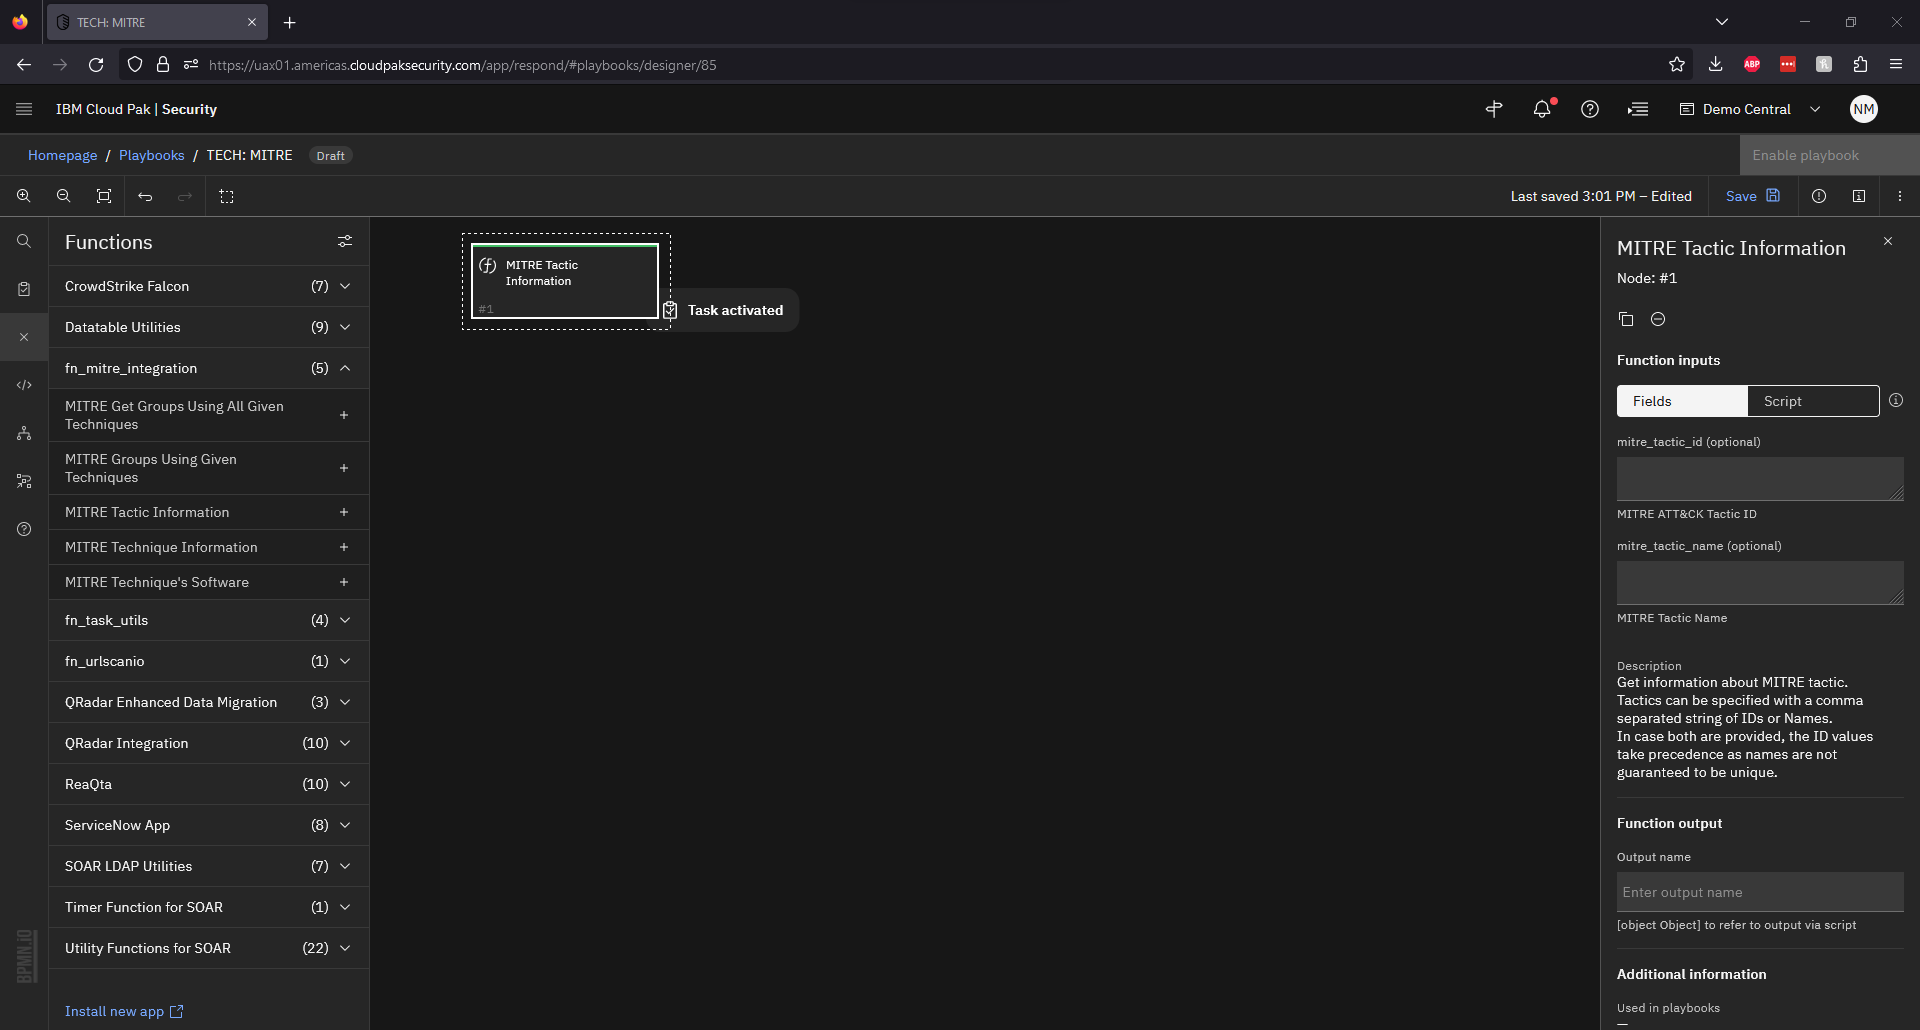 TECH: MITRE
https://uax01.americas.cloudpaksecurity.com/app/respond/#playbooks/designer/85
ABP
IBM Cloud Pak | Security
Demo Central
NM
Homepage / Playbooks / TECH: MITRE Draft
Enable playbook
Last saved 3:01 PM – Edited
Save
Functions
CrowdStrike Falcon (7)
Datatable Utilities (9)
fn_mitre_integration (5)
MITRE Get Groups Using All Given
Techniques
MITRE Groups Using Given
Techniques
MITRE Tactic Information
MITRE Technique Information
MITRE Technique's Software
fn_task_utils (4)
fn_urlscanio (1)
QRadar Enhanced Data Migration (3)
QRadar Integration (10)
ReaQta (10)
ServiceNow App (8)
SOAR LDAP Utilities (7)
Timer Function for SOAR (1)
Utility Functions for SOAR (22)
Install new app
BPMN.iO
MITRE Tactic
Information
#1
Task activated
MITRE Tactic Information
Node: #1
Function inputs
Fields
Script
mitre_tactic_id (optional)
MITRE ATT&CK Tactic ID
mitre_tactic_name (optional)
MITRE Tactic Name
Description
Get information about MITRE tactic.
Tactics can be specified with a comma
separated string of IDs or Names.
In case both are provided, the ID values
take precedence as names are not
guaranteed to be unique.
Function output
Output name
Enter output name
[object Object] to refer to output via script
Additional information
Used in playbooks
—